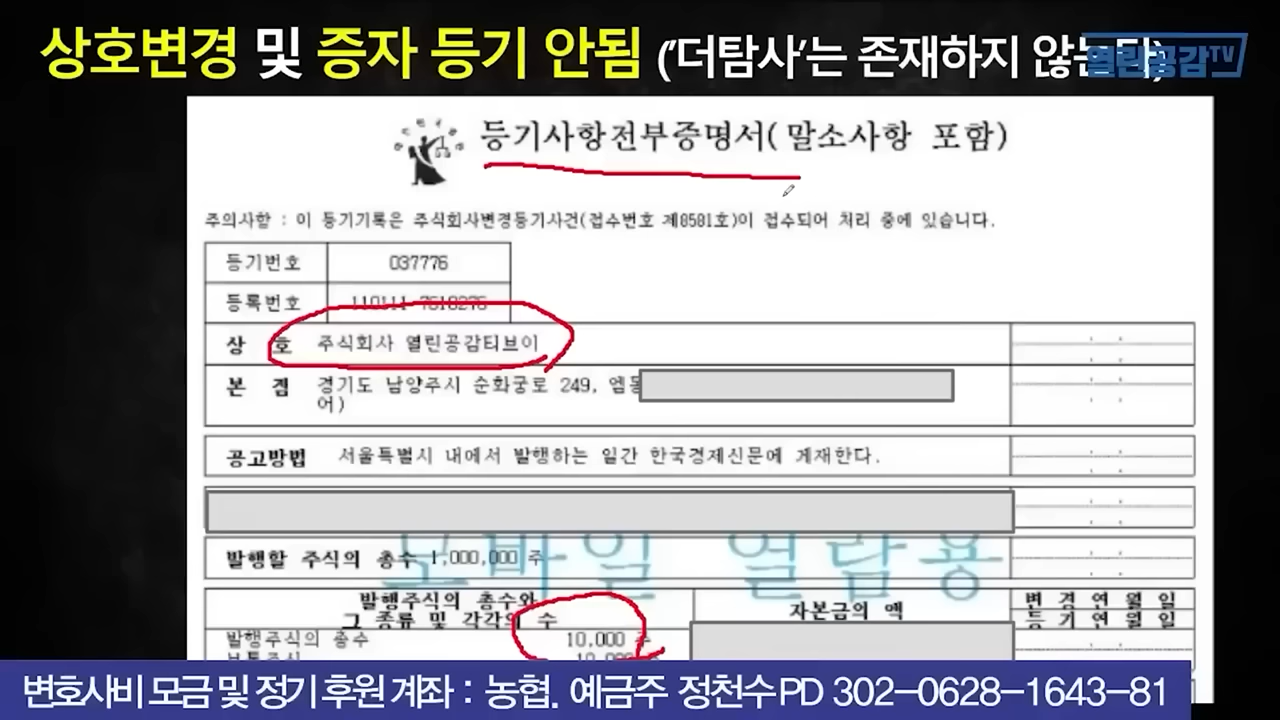 상호변경 및 증자 등기 안됨 ('더탐사'는 존재하지 않는다)
열린공감TV
등기사항전부증명서(말소사항 포함)
주의사항 : 이 등기기록은 주식회사변경등기사건(접수번호 제8581호)이 접수되어 처리 중에 있습니다.
등기번호 037776
등록번호
상 호 주식회사 열린공감티브이
본 점 경기도 남양주시 순화궁로 249,
어)
공고방법 서울특별시 내에서 발행하는 일간 한국경제신문에 게재한다.
발행할 주식의 총수 1,000,000 주
모바일 열람용
발행주식의 총수와
그 종류 및 각각의 수
자본금의 액
변 경 연 월 일
등 기 연 월 일
발행주식의 총수 10,000 주
변호사비 모금 및 정기 후원 계좌 : 농협. 예금주 정천수PD 302-0628-1643-81